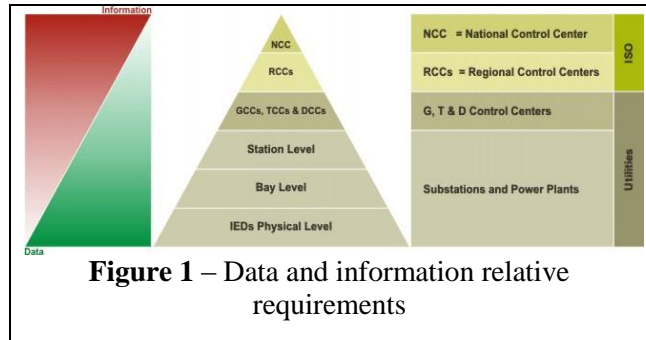 Information
NCC
RCCs
GCCs, TCCs & DCCs
Station Level
Bay Level
IEDs Physical Level
Data
NCC = National Control Center
RCCs = Regional Control Centers
G, T & D Control Centers
Substations and Power Plants
ISO
Utilities
Figure 1 – Data and information relative
requirements